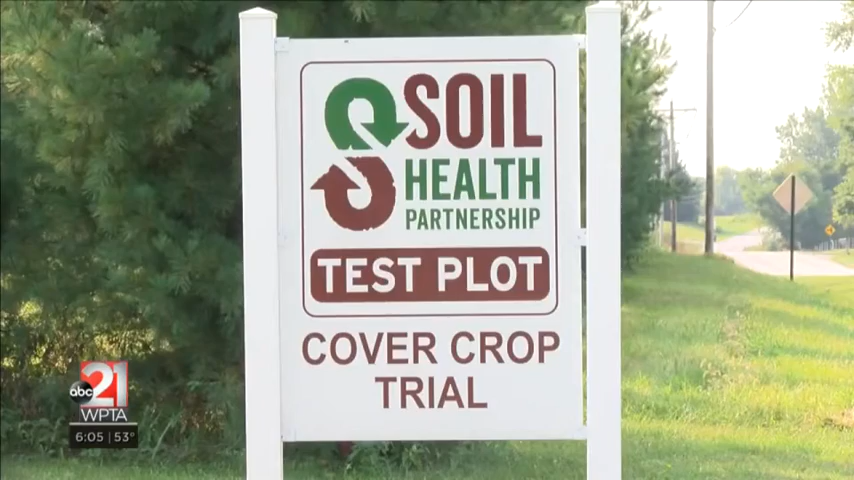 SOIL
HEALTH
PARTNERSHIP
TEST PLOT
COVER CROP
TRIAL
abc 21
WPTA
6:05 53°